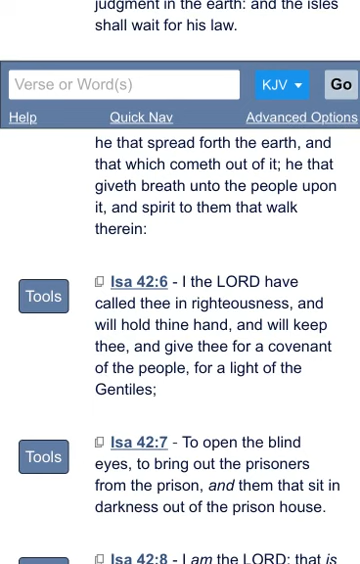 judgment in the earth: and the isles
shall wait for his law.
Verse or Word(s)
KJV
Go
Help
Quick Nav
Advanced Options
he that spread forth the earth, and
that which cometh out of it; he that
giveth breath unto the people upon
it, and spirit to them that walk
therein:
Tools
Isa 42:6 - I the LORD have
called thee in righteousness, and
will hold thine hand, and will keep
thee, and give thee for a covenant
of the people, for a light of the
Gentiles;
Tools
Isa 42:7 - To open the blind
eyes, to bring out the prisoners
from the prison, and them that sit in
darkness out of the prison house.
Isa 42:8 - I am the LORD: that is